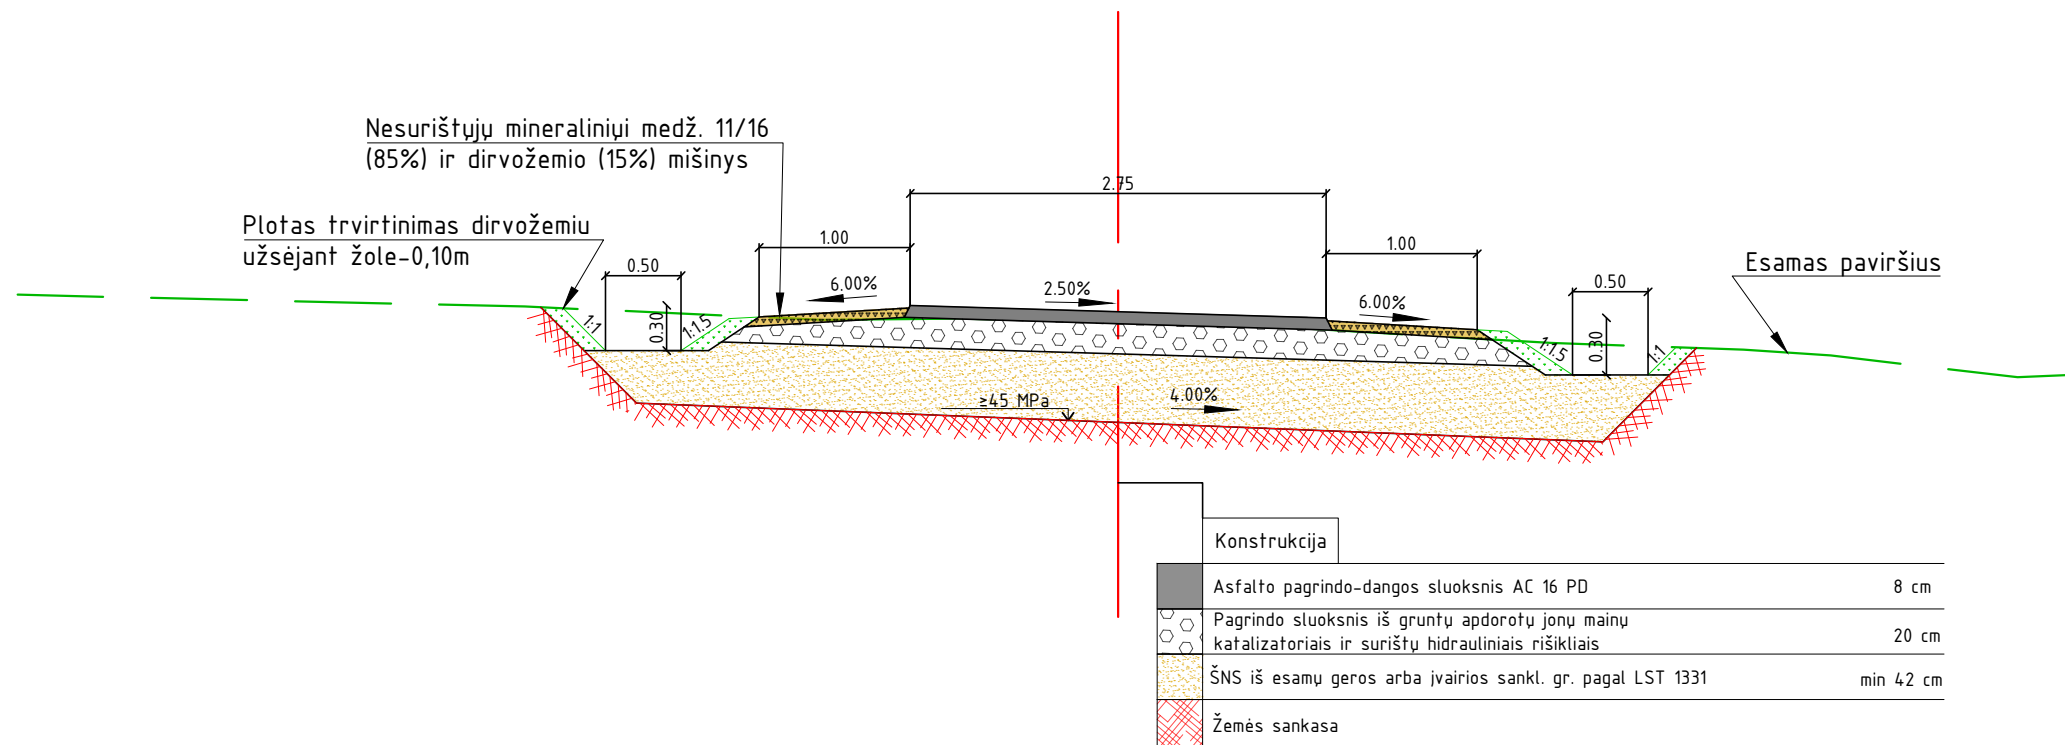 Nesurištųjų mineraliniųi medž. 11/16
(85%) ir dirvožemio (15%) mišinys
2.75
Plotas trvirtinimas dirvožemiu
užsėjant žole-0,10m
1.00
1.00
0.50
Esamas paviršius
0.50
6.00%
2.50%
6.00%
1:1
0.30
1:1.5
1:1.5
0.30
1:1
≥45 MPa
4.00%
Konstrukcija
Asfalto pagrindo-dangos sluoksnis AC 16 PD 8 cm
Pagrindo sluoksnis iš gruntų apdorotų jonų mainų
katalizatoriais ir surištų hidrauliniais rišikliais 20 cm
ŠNS iš esamų geros arba įvairios sankl. gr. pagal LST 1331 min 42 cm
Žemės sankasa